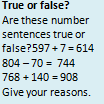 True or false?
Are these number
sentences true or
false?597 + 7 = 614
804 – 70 = 744
768 + 140 = 908
Give your reasons.